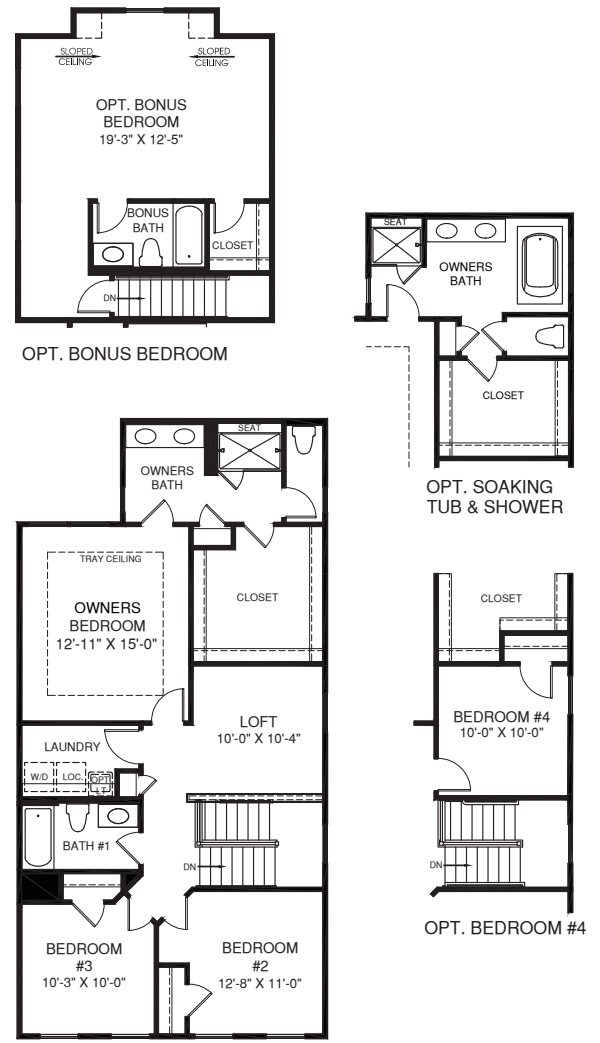 SLOPED
CEILING
SLOPED
CEILING
OPT. BONUS
BEDROOM
19'-3" X 12'-5"
BONUS
BATH
CLOSET
DN
OPT. BONUS BEDROOM
SEAT
OWNERS
BATH
CLOSET
OPT. SOAKING
TUB & SHOWER
SEAT
OWNERS
BATH
TRAY CEILING
OWNERS
BEDROOM
12'-11" X 15'-0"
CLOSET
LOFT
10'-0" X 10'-4"
LAUNDRY
W/D
LOC.
OPT
BATH #1
DN
BEDROOM
#3
10'-3" X 10'-0"
BEDROOM
#2
12'-8" X 11'-0"
CLOSET
BEDROOM #4
10'-0" X 10'-0"
DN
OPT. BEDROOM #4